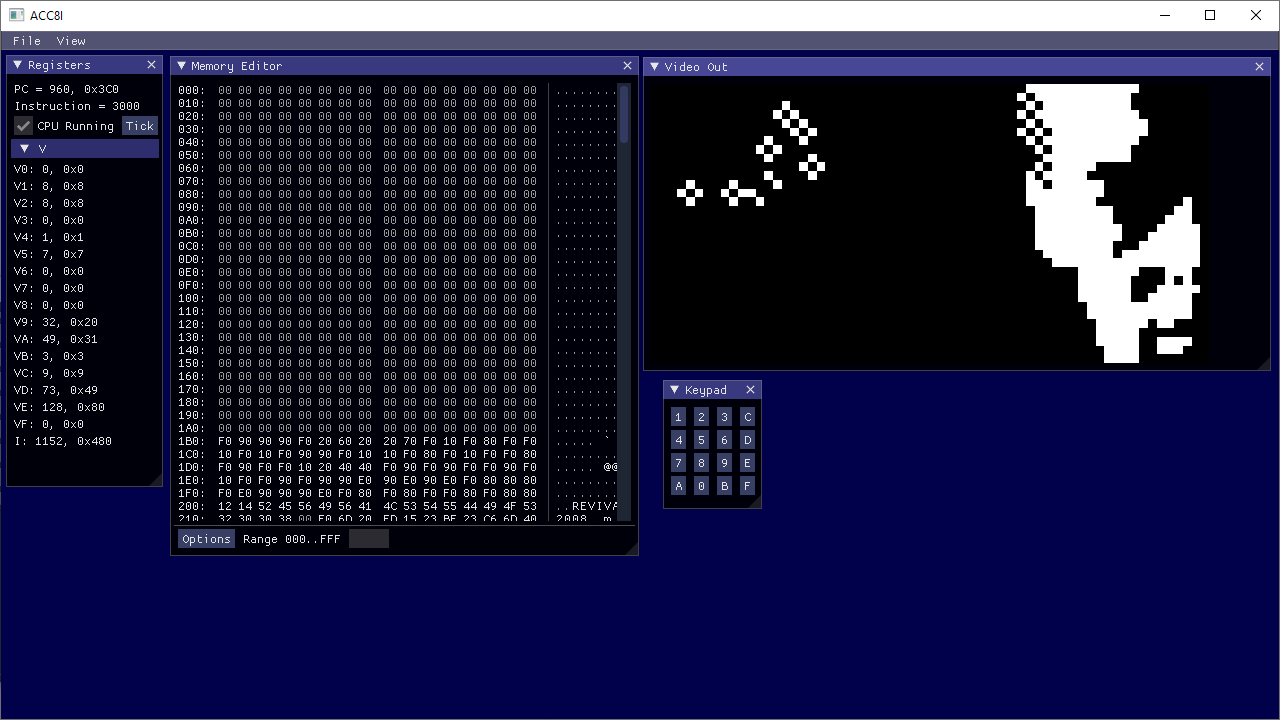 ACC8I
File View
Registers
PC = 960, 0x3C0
Instruction = 3000
CPU Running Tick
V
V0: 0, 0x0
V1: 8, 0x8
V2: 8, 0x8
V3: 0, 0x0
V4: 1, 0x1
V5: 7, 0x7
V6: 0, 0x0
V7: 0, 0x0
V8: 0, 0x0
V9: 32, 0x20
VA: 49, 0x31
VB: 3, 0x3
VC: 9, 0x9
VD: 73, 0x49
VE: 128, 0x80
VF: 0, 0x0
I: 1152, 0x480
Memory Editor
000: 00 00 00 00 00 00 00 00 00 00 00 00 00 00 00 00 ........
010: 00 00 00 00 00 00 00 00 00 00 00 00 00 00 00 00 ........
020: 00 00 00 00 00 00 00 00 00 00 00 00 00 00 00 00 ........
030: 00 00 00 00 00 00 00 00 00 00 00 00 00 00 00 00 ........
040: 00 00 00 00 00 00 00 00 00 00 00 00 00 00 00 00 ........
050: 00 00 00 00 00 00 00 00 00 00 00 00 00 00 00 00 ........
060: 00 00 00 00 00 00 00 00 00 00 00 00 00 00 00 00 ........
070: 00 00 00 00 00 00 00 00 00 00 00 00 00 00 00 00 ........
080: 00 00 00 00 00 00 00 00 00 00 00 00 00 00 00 00 ........
090: 00 00 00 00 00 00 00 00 00 00 00 00 00 00 00 00 ........
0A0: 00 00 00 00 00 00 00 00 00 00 00 00 00 00 00 00 ........
0B0: 00 00 00 00 00 00 00 00 00 00 00 00 00 00 00 00 ........
0C0: 00 00 00 00 00 00 00 00 00 00 00 00 00 00 00 00 ........
0D0: 00 00 00 00 00 00 00 00 00 00 00 00 00 00 00 00 ........
0E0: 00 00 00 00 00 00 00 00 00 00 00 00 00 00 00 00 ........
0F0: 00 00 00 00 00 00 00 00 00 00 00 00 00 00 00 00 ........
100: 00 00 00 00 00 00 00 00 00 00 00 00 00 00 00 00 ........
110: 00 00 00 00 00 00 00 00 00 00 00 00 00 00 00 00 ........
120: 00 00 00 00 00 00 00 00 00 00 00 00 00 00 00 00 ........
130: 00 00 00 00 00 00 00 00 00 00 00 00 00 00 00 00 ........
140: 00 00 00 00 00 00 00 00 00 00 00 00 00 00 00 00 ........
150: 00 00 00 00 00 00 00 00 00 00 00 00 00 00 00 00 ........
160: 00 00 00 00 00 00 00 00 00 00 00 00 00 00 00 00 ........
170: 00 00 00 00 00 00 00 00 00 00 00 00 00 00 00 00 ........
180: 00 00 00 00 00 00 00 00 00 00 00 00 00 00 00 00 ........
190: 00 00 00 00 00 00 00 00 00 00 00 00 00 00 00 00 ........
1A0: 00 00 00 00 00 00 00 00 00 00 00 00 00 00 00 00 ........
1B0: F0 90 90 90 F0 20 60 20 20 70 F0 10 F0 80 F0 F0 ..... `
1C0: 10 F0 10 F0 90 90 F0 10 10 F0 80 F0 10 F0 F0 80 ........
1D0: F0 90 F0 F0 10 20 40 40 F0 90 F0 90 F0 F0 90 F0 ..... @@
1E0: 10 F0 F0 90 F0 90 90 E0 90 E0 90 E0 F0 80 80 80 ........
1F0: F0 E0 90 90 90 E0 F0 80 F0 80 F0 F0 80 F0 80 80 ........
200: 12 14 52 45 56 49 56 41 4C 53 54 55 44 49 4F 53 ..REVIVA
210: 32 30 30 38 00 F0 6D 20 FD 15 23 BE 23 C6 6D 40 2008 m
Options Range 000..FFF
Video Out
Keypad
1 2 3 C
4 5 6 D
7 8 9 E
A 0 B F